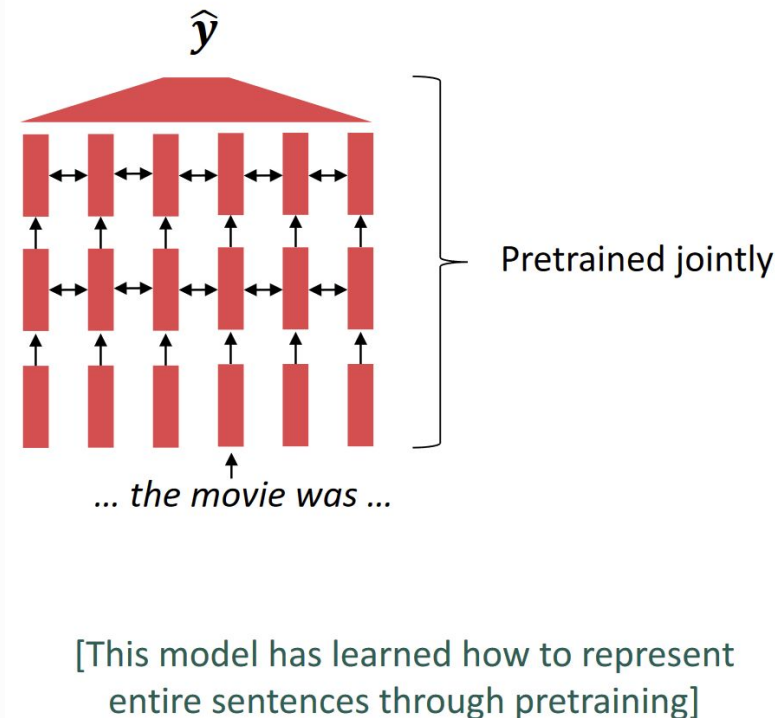 ŷ
Pretrained jointly
... the movie was ...
[This model has learned how to represent
entire sentences through pretraining]